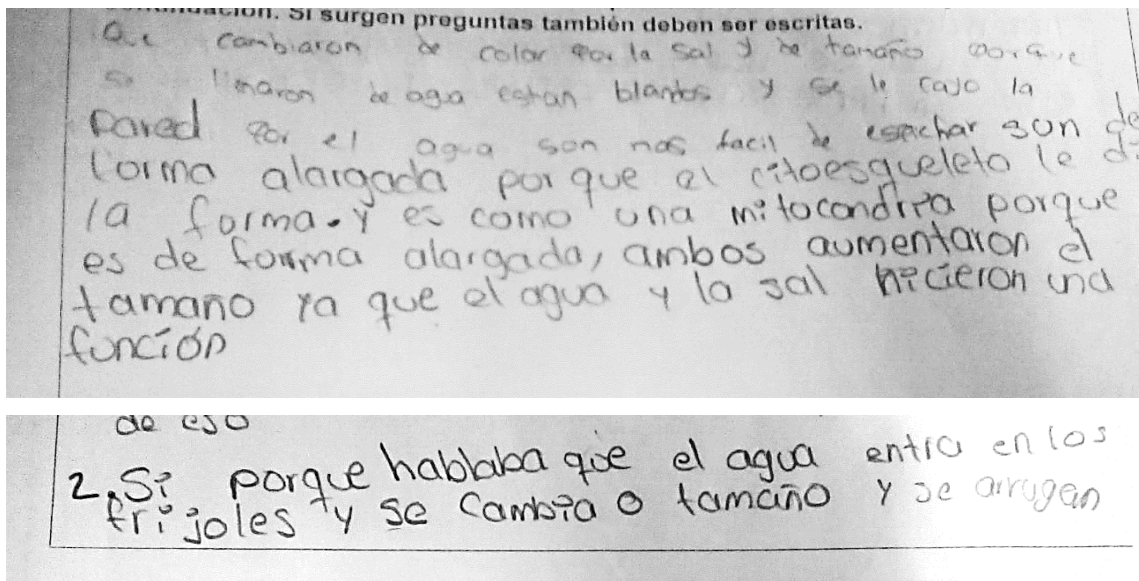 Si surgen preguntas también deben ser escritas.
Que cambiaron de color por la sal y de tamaño porque
se llnaron de agua estan blandos y se le cayo la
pared por el agua son mas facil de espachar son de
forma alargada porque el citoesqueleto le di
la forma. y es como una mitocondria porque
es de forma alargada, ambos aumentaron el
tamaño ya que el agua y la sal hicieron una
función
de eso
2. Si porque hablaba que el agua entra en los
frijoles y se cambia o tamaño y se arrugan